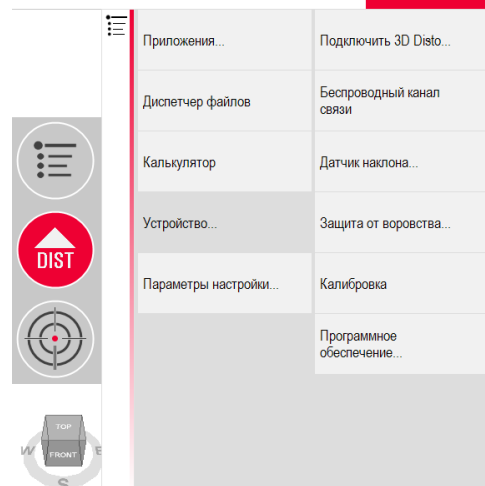 Приложения...
Подключить 3D Disto...
Диспетчер файлов
Беспроводный канал
связи
Калькулятор
Датчик наклона...
Устройство...
Защита от воровства...
Параметры настройки...
Калибровка
Программное
обеспечение...
DIST
TOP
FRONT
W
E
S